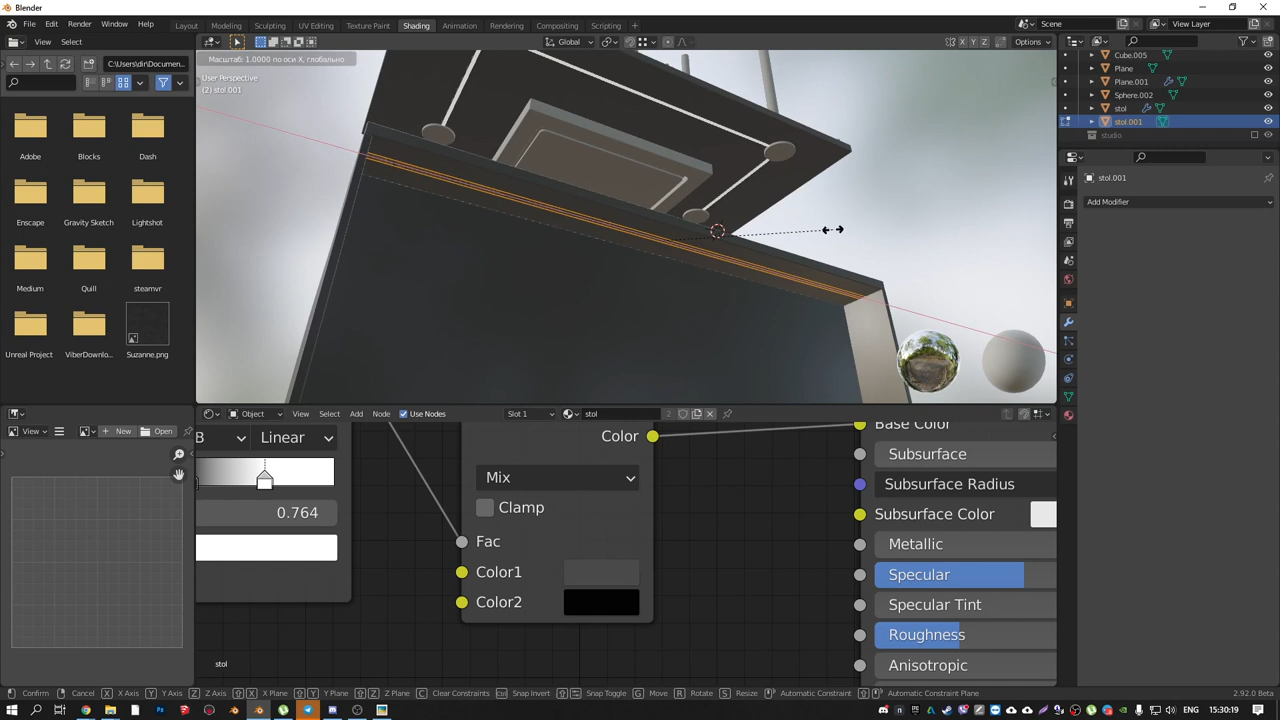 Blender
File Edit Render Window Help
Layout Modeling Sculpting UV Editing Texture Paint Shading Animation Rendering Compositing Scripting
Scene View Layer
View Select
Global
X Y Z Options
Масштаб: 1.0000 по оси X, глобально
User Perspective
(2) stol.001
C:\Users\dir\Documen...
Adobe Blocks Dash
Enscape Gravity Sketch Lightshot
Medium Quill steamvr
Unreal Project ViberDownlo... Suzanne.png
Cube.005
Plane
Plane.001
Sphere.002
stol
stol.001
studio
stol.001
Add Modifier
Object View Select Add Node Use Nodes Slot 1 stol 2
View New Open
B Linear
0.764
Color
Mix
Clamp
Fac
Color1
Color2
Base Color
Subsurface
Subsurface Radius
Subsurface Color
Metallic
Specular
Specular Tint
Roughness
Anisotropic
stol
Confirm Cancel X X Axis Y Y Axis Z Z Axis X X Plane Y Y Plane Z Z Plane C Clear Constraints Snap Invert Snap Toggle G Move R Rotate S Resize Automatic Constraint Automatic Constraint Plane 2.92.0 Beta
ENG 15:30:19